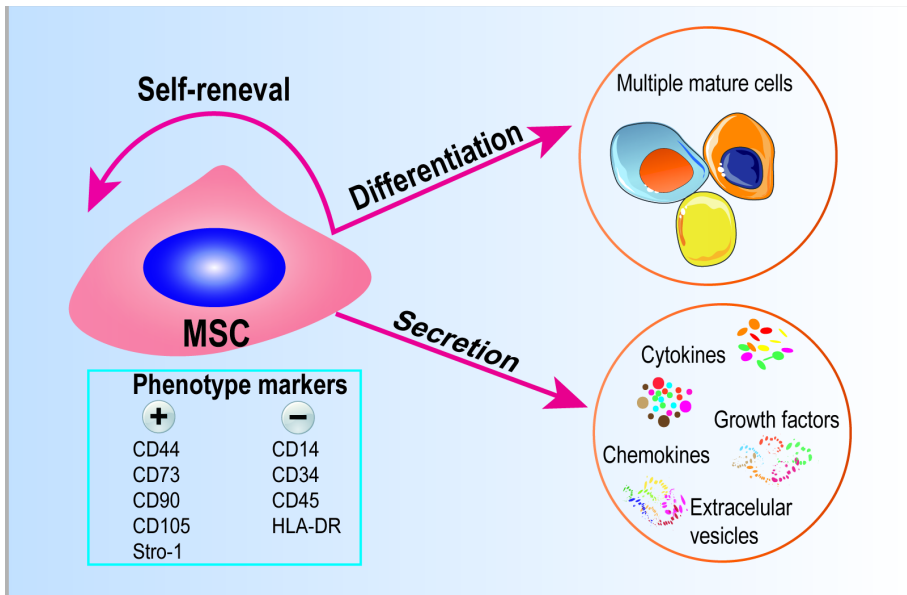 Self-reneval
Differentiation
Multiple mature cells
MSC
Secretion
Cytokines
Growth factors
Chemokines
Extracelular
vesicles
Phenotype markers
+ −
CD44 CD14
CD73 CD34
CD90 CD45
CD105 HLA-DR
Stro-1